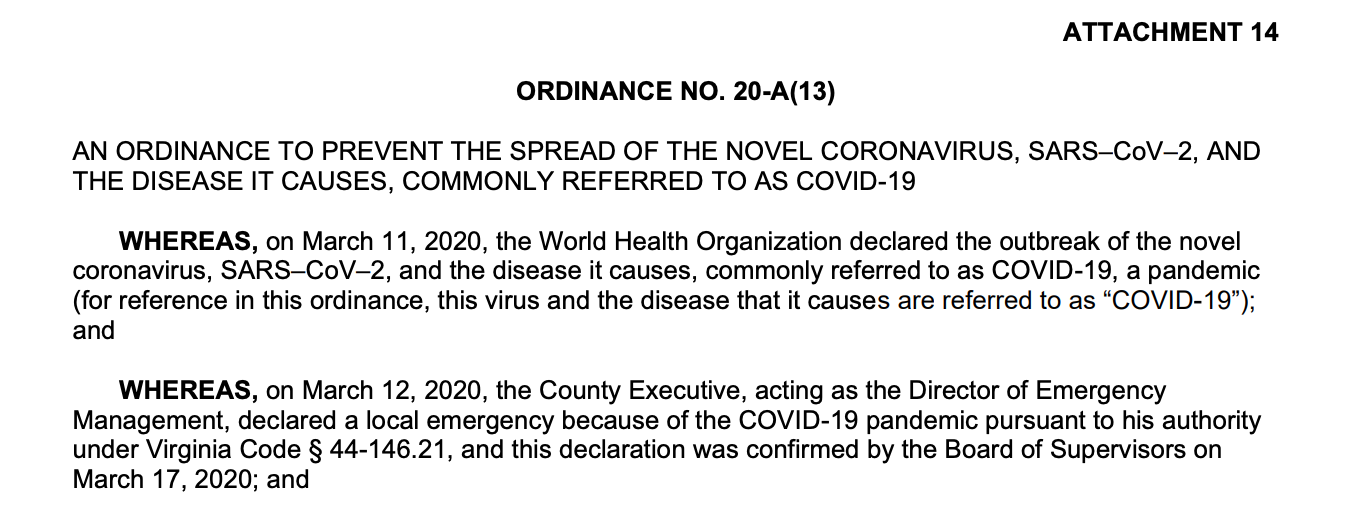 ATTACHMENT 14
ORDINANCE NO. 20-A(13)
AN ORDINANCE TO PREVENT THE SPREAD OF THE NOVEL CORONAVIRUS, SARS–CoV–2, AND
THE DISEASE IT CAUSES, COMMONLY REFERRED TO AS COVID-19
WHEREAS, on March 11, 2020, the World Health Organization declared the outbreak of the novel
coronavirus, SARS–CoV–2, and the disease it causes, commonly referred to as COVID-19, a pandemic
(for reference in this ordinance, this virus and the disease that it causes are referred to as “COVID-19”);
and
WHEREAS, on March 12, 2020, the County Executive, acting as the Director of Emergency
Management, declared a local emergency because of the COVID-19 pandemic pursuant to his authority
under Virginia Code § 44-146.21, and this declaration was confirmed by the Board of Supervisors on
March 17, 2020; and